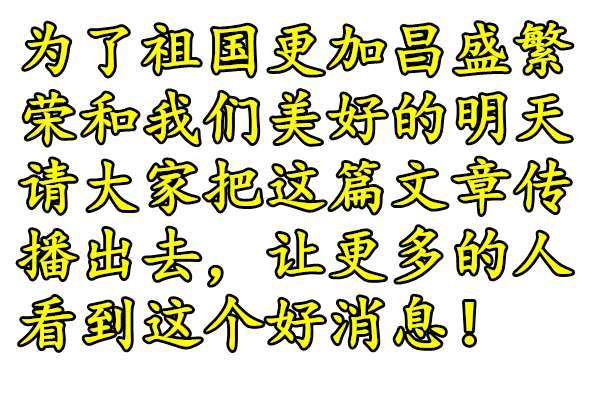 为了祖国更加昌盛繁
荣和我们美好的明天
请大家把这篇文章传
播出去，让更多的人
看到这个好消息！